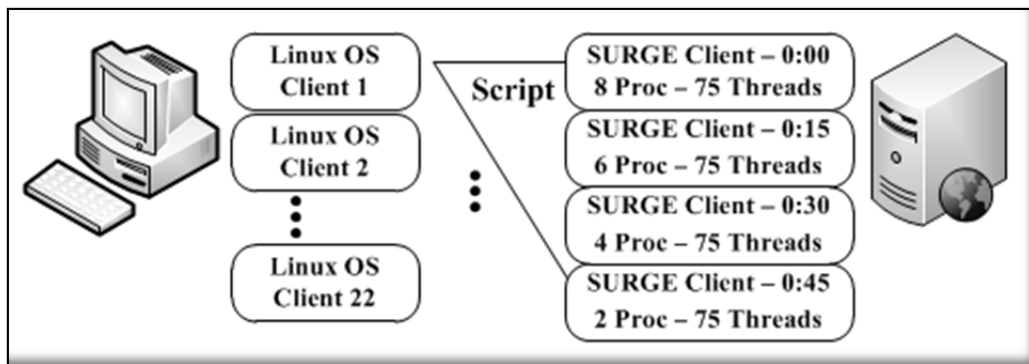 Linux OS
Client 1
Linux OS
Client 2
Linux OS
Client 22
Script
SURGE Client – 0:00
8 Proc – 75 Threads
SURGE Client – 0:15
6 Proc – 75 Threads
SURGE Client – 0:30
4 Proc – 75 Threads
SURGE Client – 0:45
2 Proc – 75 Threads